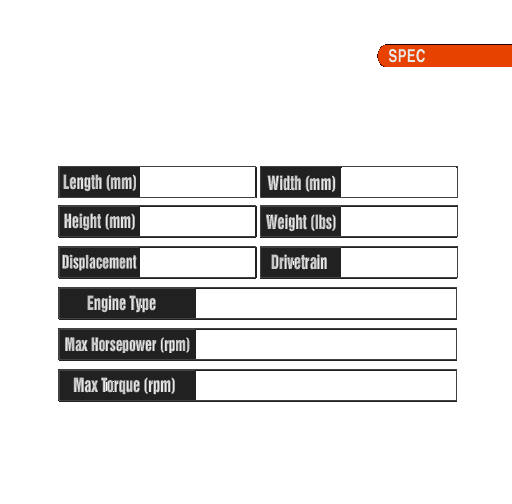 SPEC
Length (mm) Width (mm)
Height (mm) Weight (lbs)
Displacement Drivetrain
Engine Type
Max Horsepower (rpm)
Max Torque (rpm)